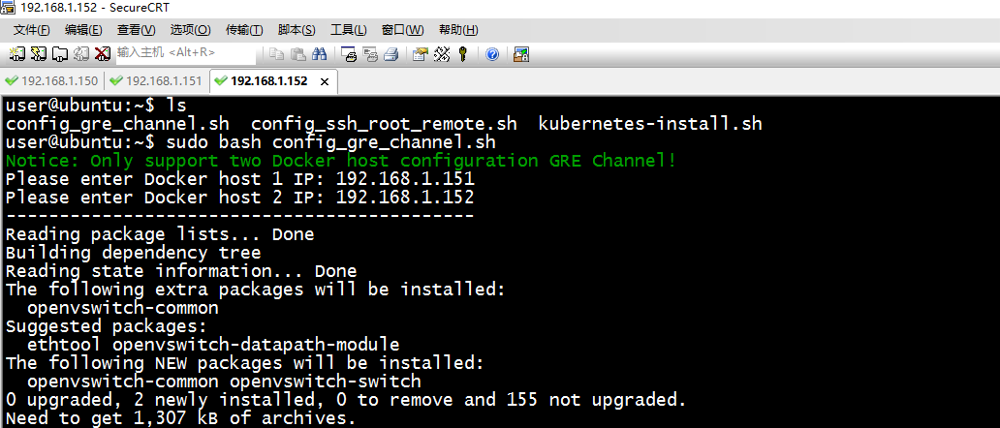 192.168.1.152 - SecureCRT
文件(F) 编辑(E) 查看(V) 选项(O) 传输(T) 脚本(S) 工具(L) 窗口(W) 帮助(H)
输入主机 <Alt+R>
192.168.1.150 192.168.1.151 192.168.1.152 ×
user@ubuntu:~$ ls
config_gre_channel.sh  config_ssh_root_remote.sh  kubernetes-install.sh
user@ubuntu:~$ sudo bash config_gre_channel.sh
Notice: Only support two Docker host configuration GRE Channel!
Please enter Docker host 1 IP: 192.168.1.151
Please enter Docker host 2 IP: 192.168.1.152
--------------------------------------------
Reading package lists... Done
Building dependency tree
Reading state information... Done
The following extra packages will be installed:
  openvswitch-common
Suggested packages:
  ethtool openvswitch-datapath-module
The following NEW packages will be installed:
  openvswitch-common openvswitch-switch
0 upgraded, 2 newly installed, 0 to remove and 155 not upgraded.
Need to get 1,307 kB of archives.